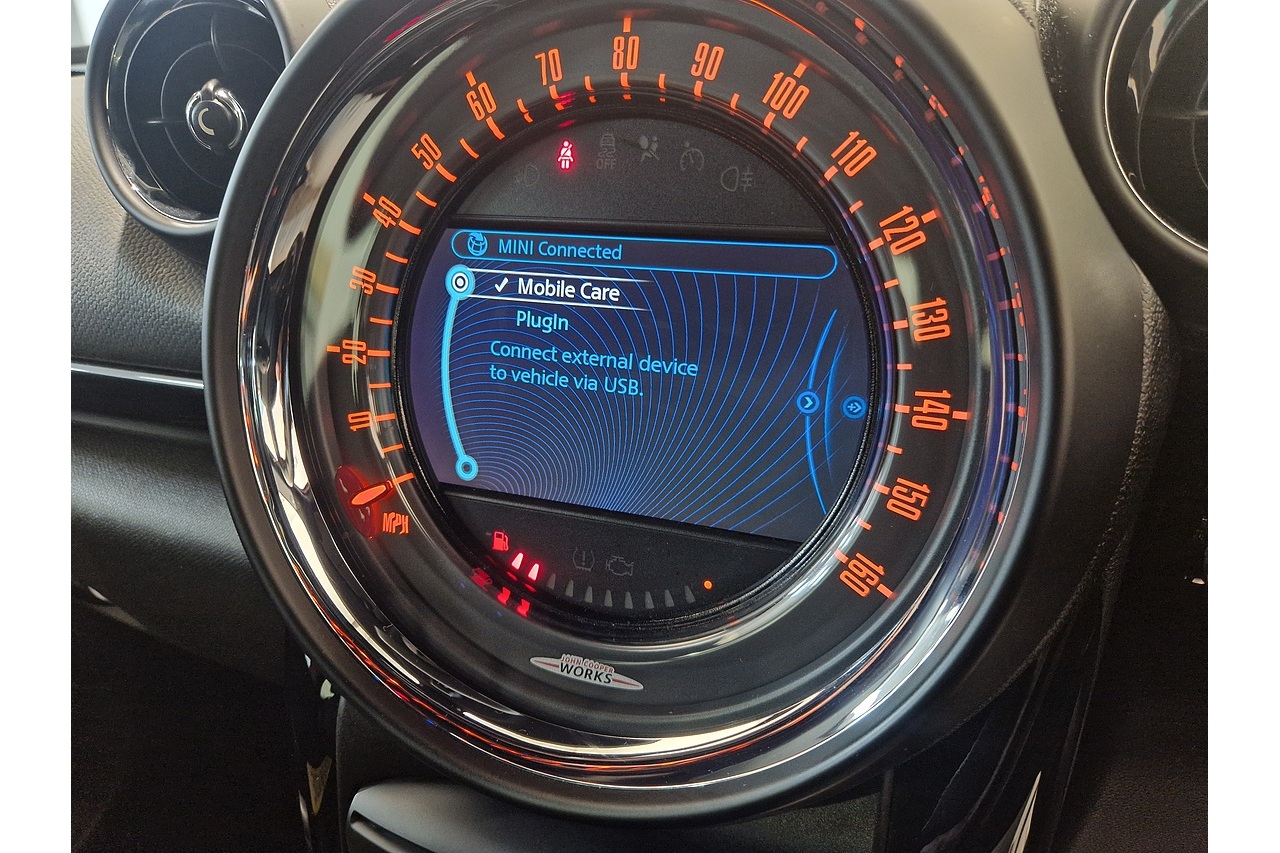 80
70
90
60
100
50
110
OFF
40
120
MINI Connected
30
✓ Mobile Care
PlugIn
130
Connect external device
20
to vehicle via USB.
140
10
150
MPH
160
JOHN COOPER
WORKS